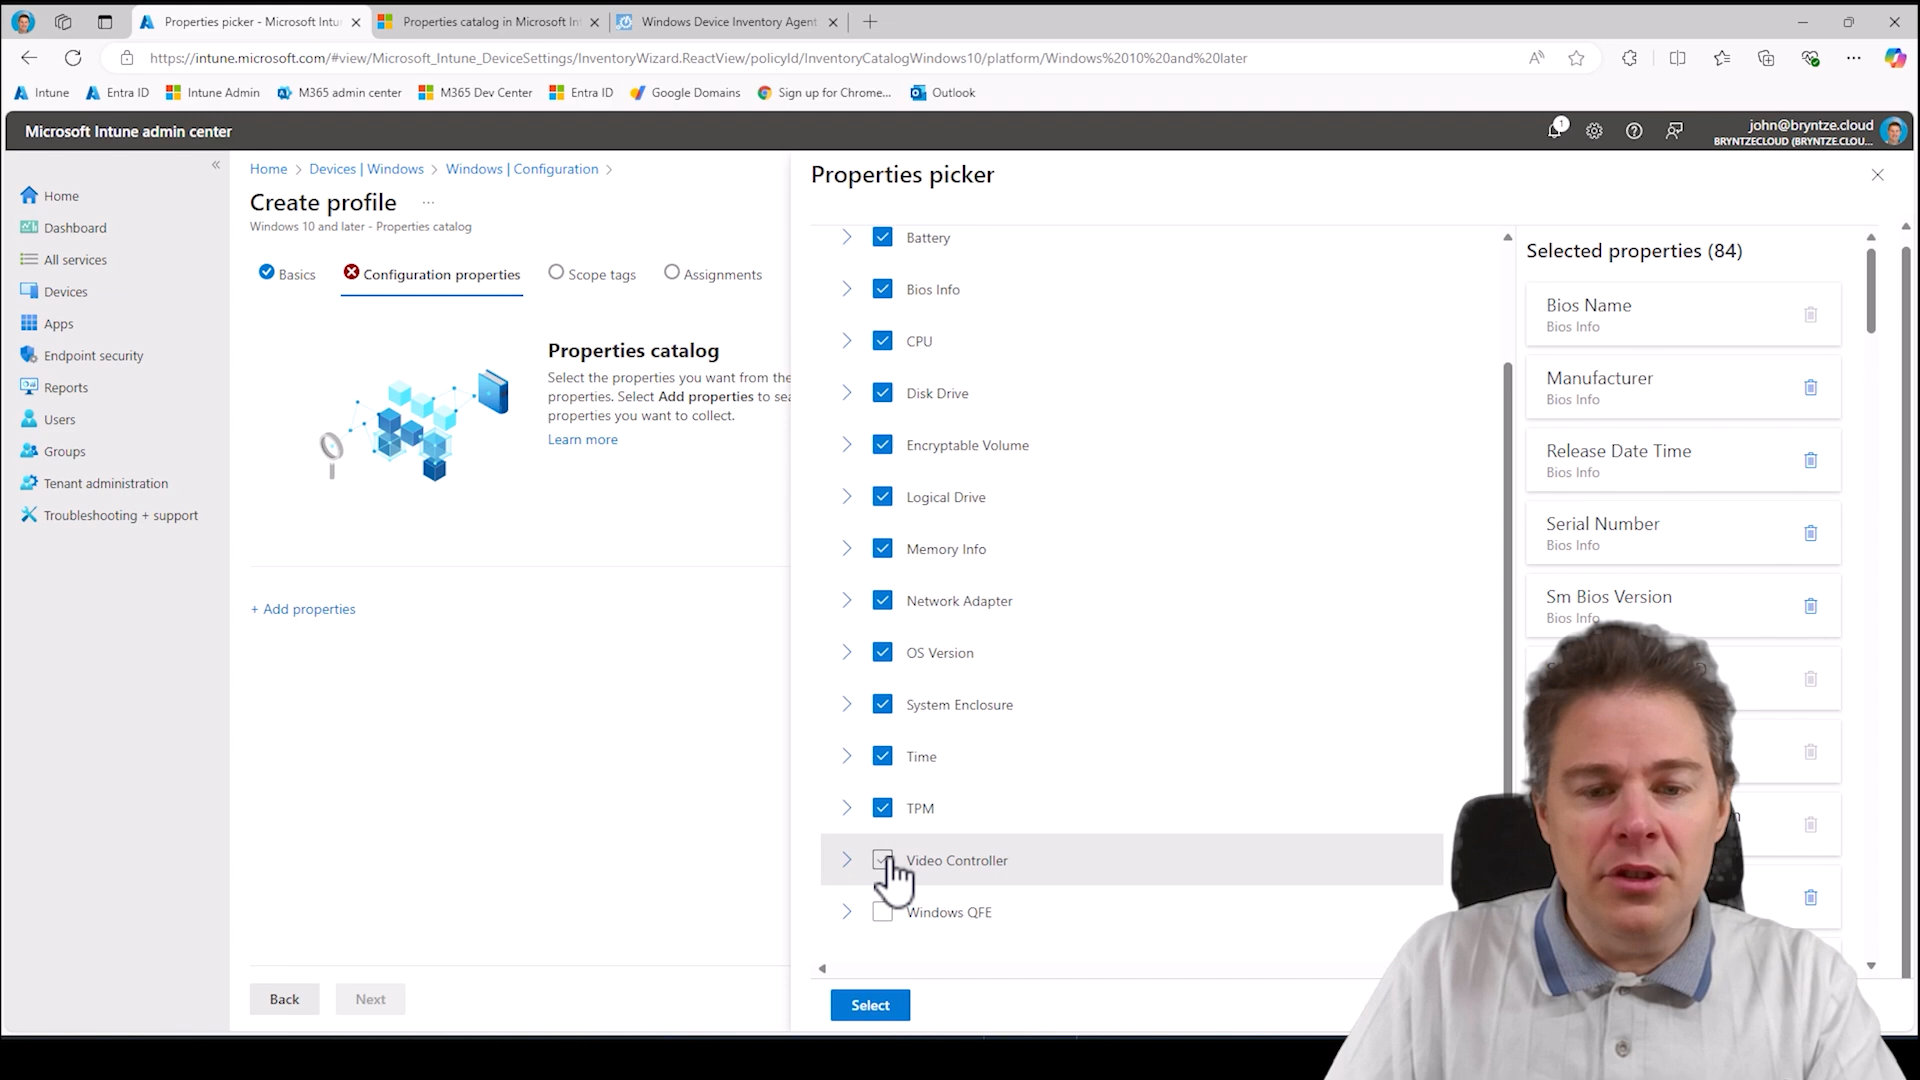 Properties picker - Microsoft Intu
Properties catalog in Microsoft In
Windows Device Inventory Agent
https://intune.microsoft.com/#view/Microsoft_Intune_DeviceSettings/InventoryWizard.ReactView/policyId/InventoryCatalogWindows10/platform/Windows%2010%20and%20later
Intune
Entra ID
Intune Admin
M365 admin center
M365 Dev Center
Entra ID
Google Domains
Sign up for Chrome...
Outlook
Microsoft Intune admin center
1
john@bryntze.cloud
BRYNTZECLOUD (BRYNTZE.CLOU...
Home
Dashboard
All services
Devices
Apps
Endpoint security
Reports
Users
Groups
Tenant administration
Troubleshooting + support
Home > Devices | Windows > Windows | Configuration >
Create profile ...
Windows 10 and later - Properties catalog
Basics
Configuration properties
Scope tags
Assignments
Properties catalog
Select the properties you want from the
properties. Select Add properties to sea
properties you want to collect.
Learn more
+ Add properties
Back
Next
Properties picker
Battery
Bios Info
CPU
Disk Drive
Encryptable Volume
Logical Drive
Memory Info
Network Adapter
OS Version
System Enclosure
Time
TPM
Video Controller
Windows QFE
Select
Selected properties (84)
Bios Name
Bios Info
Manufacturer
Bios Info
Release Date Time
Bios Info
Serial Number
Bios Info
Sm Bios Version
Bios Info